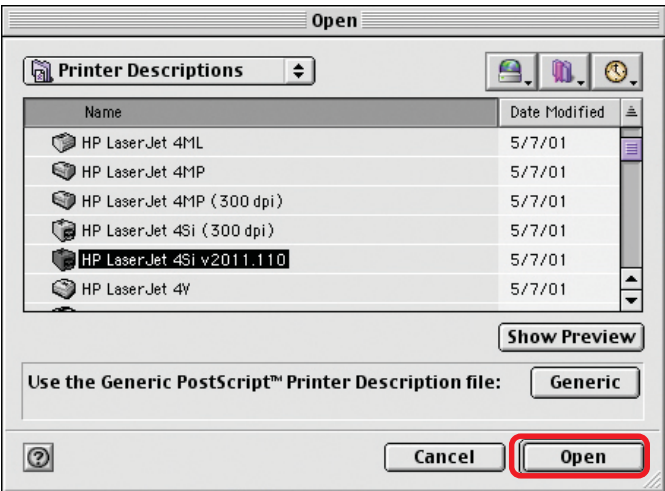 Open
Printer Descriptions
Name Date Modified
HP LaserJet 4ML 5/7/01
HP LaserJet 4MP 5/7/01
HP LaserJet 4MP (300 dpi) 5/7/01
HP LaserJet 4Si (300 dpi) 5/7/01
HP LaserJet 4Si v2011.110 5/7/01
HP LaserJet 4V 5/7/01
Show Preview
Use the Generic PostScript™ Printer Description file: Generic
? Cancel Open